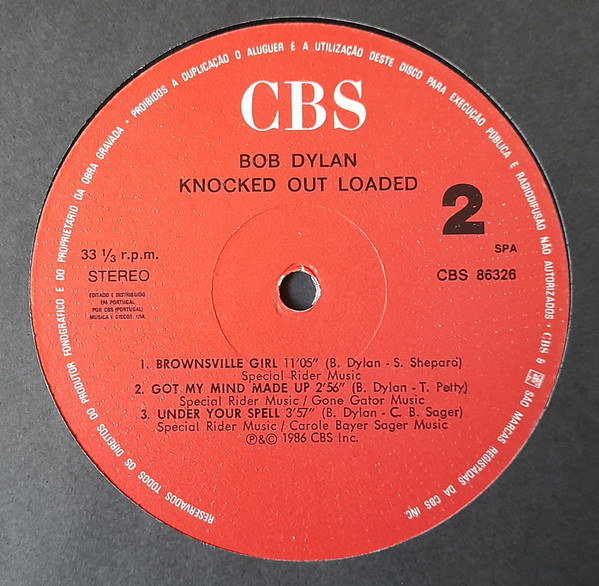 RESERVADOS TODOS OS DIREITOS DO PRODUTOR FONOGRÁFICO E DO PROPRIETÁRIO DA OBRA GRAVADA · PROIBIDOS A DUPLICAÇÃO O ALUGUER E A UTILIZAÇÃO DESTE DISCO PARA EXECUÇÃO PÚBLICA E RADIODIFUSÃO NÃO AUTORIZADOS · CBS & SÃO MARCAS REGISTADAS DA CBS INC.
CBS
BOB DYLAN
KNOCKED OUT LOADED
2
33 ⅓ r.p.m.
SPA
STEREO
CBS 86326
EDITADO E DISTRIBUIDO
EM PORTUGAL
POR CBS (PORTUGAL)
MÚSICA Y DISCOS, LDA.
1. BROWNSVILLE GIRL 11'05" (B. Dylan - S. Shepard)
Special Rider Music
2. GOT MY MIND MADE UP 2'56" (B. Dylan - T. Petty)
Special Rider Music / Gone Gator Music
3. UNDER YOUR SPELL 3'57" (B. Dylan - C. B. Sager)
Special Rider Music / Carole Bayer Sager Music
℗&© 1986 CBS Inc.